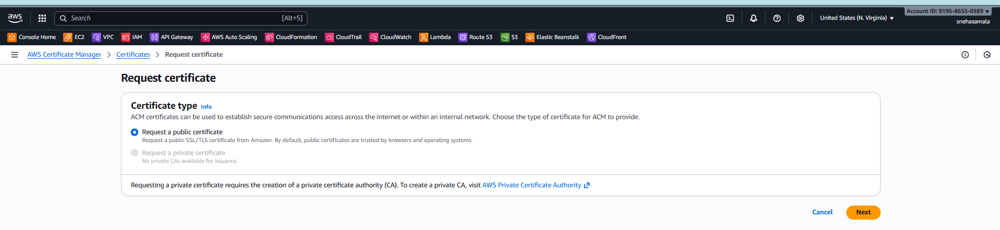 aws Search [Alt+S] United States (N. Virginia) Account ID: 9195-8655-0589
snehasamala
Console Home EC2 VPC IAM API Gateway AWS Auto Scaling CloudFormation CloudTrail CloudWatch Lambda Route 53 S3 Elastic Beanstalk CloudFront
AWS Certificate Manager Certificates Request certificate
Request certificate
Certificate type Info
ACM certificates can be used to establish secure communications access across the internet or within an internal network. Choose the type of certificate for ACM to provide.
Request a public certificate
Request a public SSL/TLS certificate from Amazon. By default, public certificates are trusted by browsers and operating systems.
Request a private certificate
No private CAs available for issuance.
Requesting a private certificate requires the creation of a private certificate authority (CA). To create a private CA, visit AWS Private Certificate Authority
Cancel Next